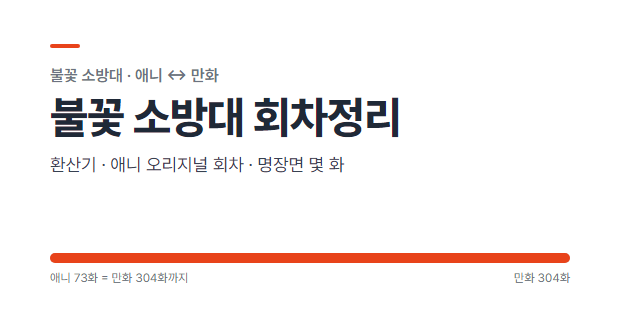 불꽃 소방대 · 애니 ↔ 만화
불꽃 소방대 회차정리
환산기 · 애니 오리지널 회차 · 명장면 몇 화
애니 73화 = 만화 304화까지
만화 304화